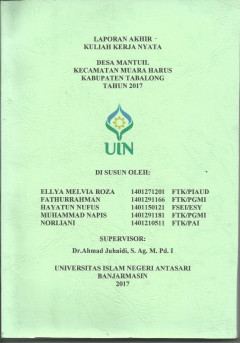 LAPORAN AKHIR
KULIAH KERJA NYATA
DESA MANTUIL
KECAMATAN MUARA HARUS
KABUPATEN TABALONG
TAHUN 2017
UIN
DI SUSUN OLEH:
ELLYA MELVIA ROZA 1401271201 FTK/PIAUD
FATHURRAHMAN 1401291166 FTK/PGMI
HAYATUN NUFUS 1401150121 FSEI/ESY
MUHAMMAD NAPIS 1401291181 FTK/PGMI
NORLIANI 1401210511 FTK/PAI
SUPERVISOR:
Dr.Ahmad Juhaidi, S. Ag. M. Pd. I
UNIVERSITAS ISLAM NEGERI ANTASARI
BANJARMASIN
2017